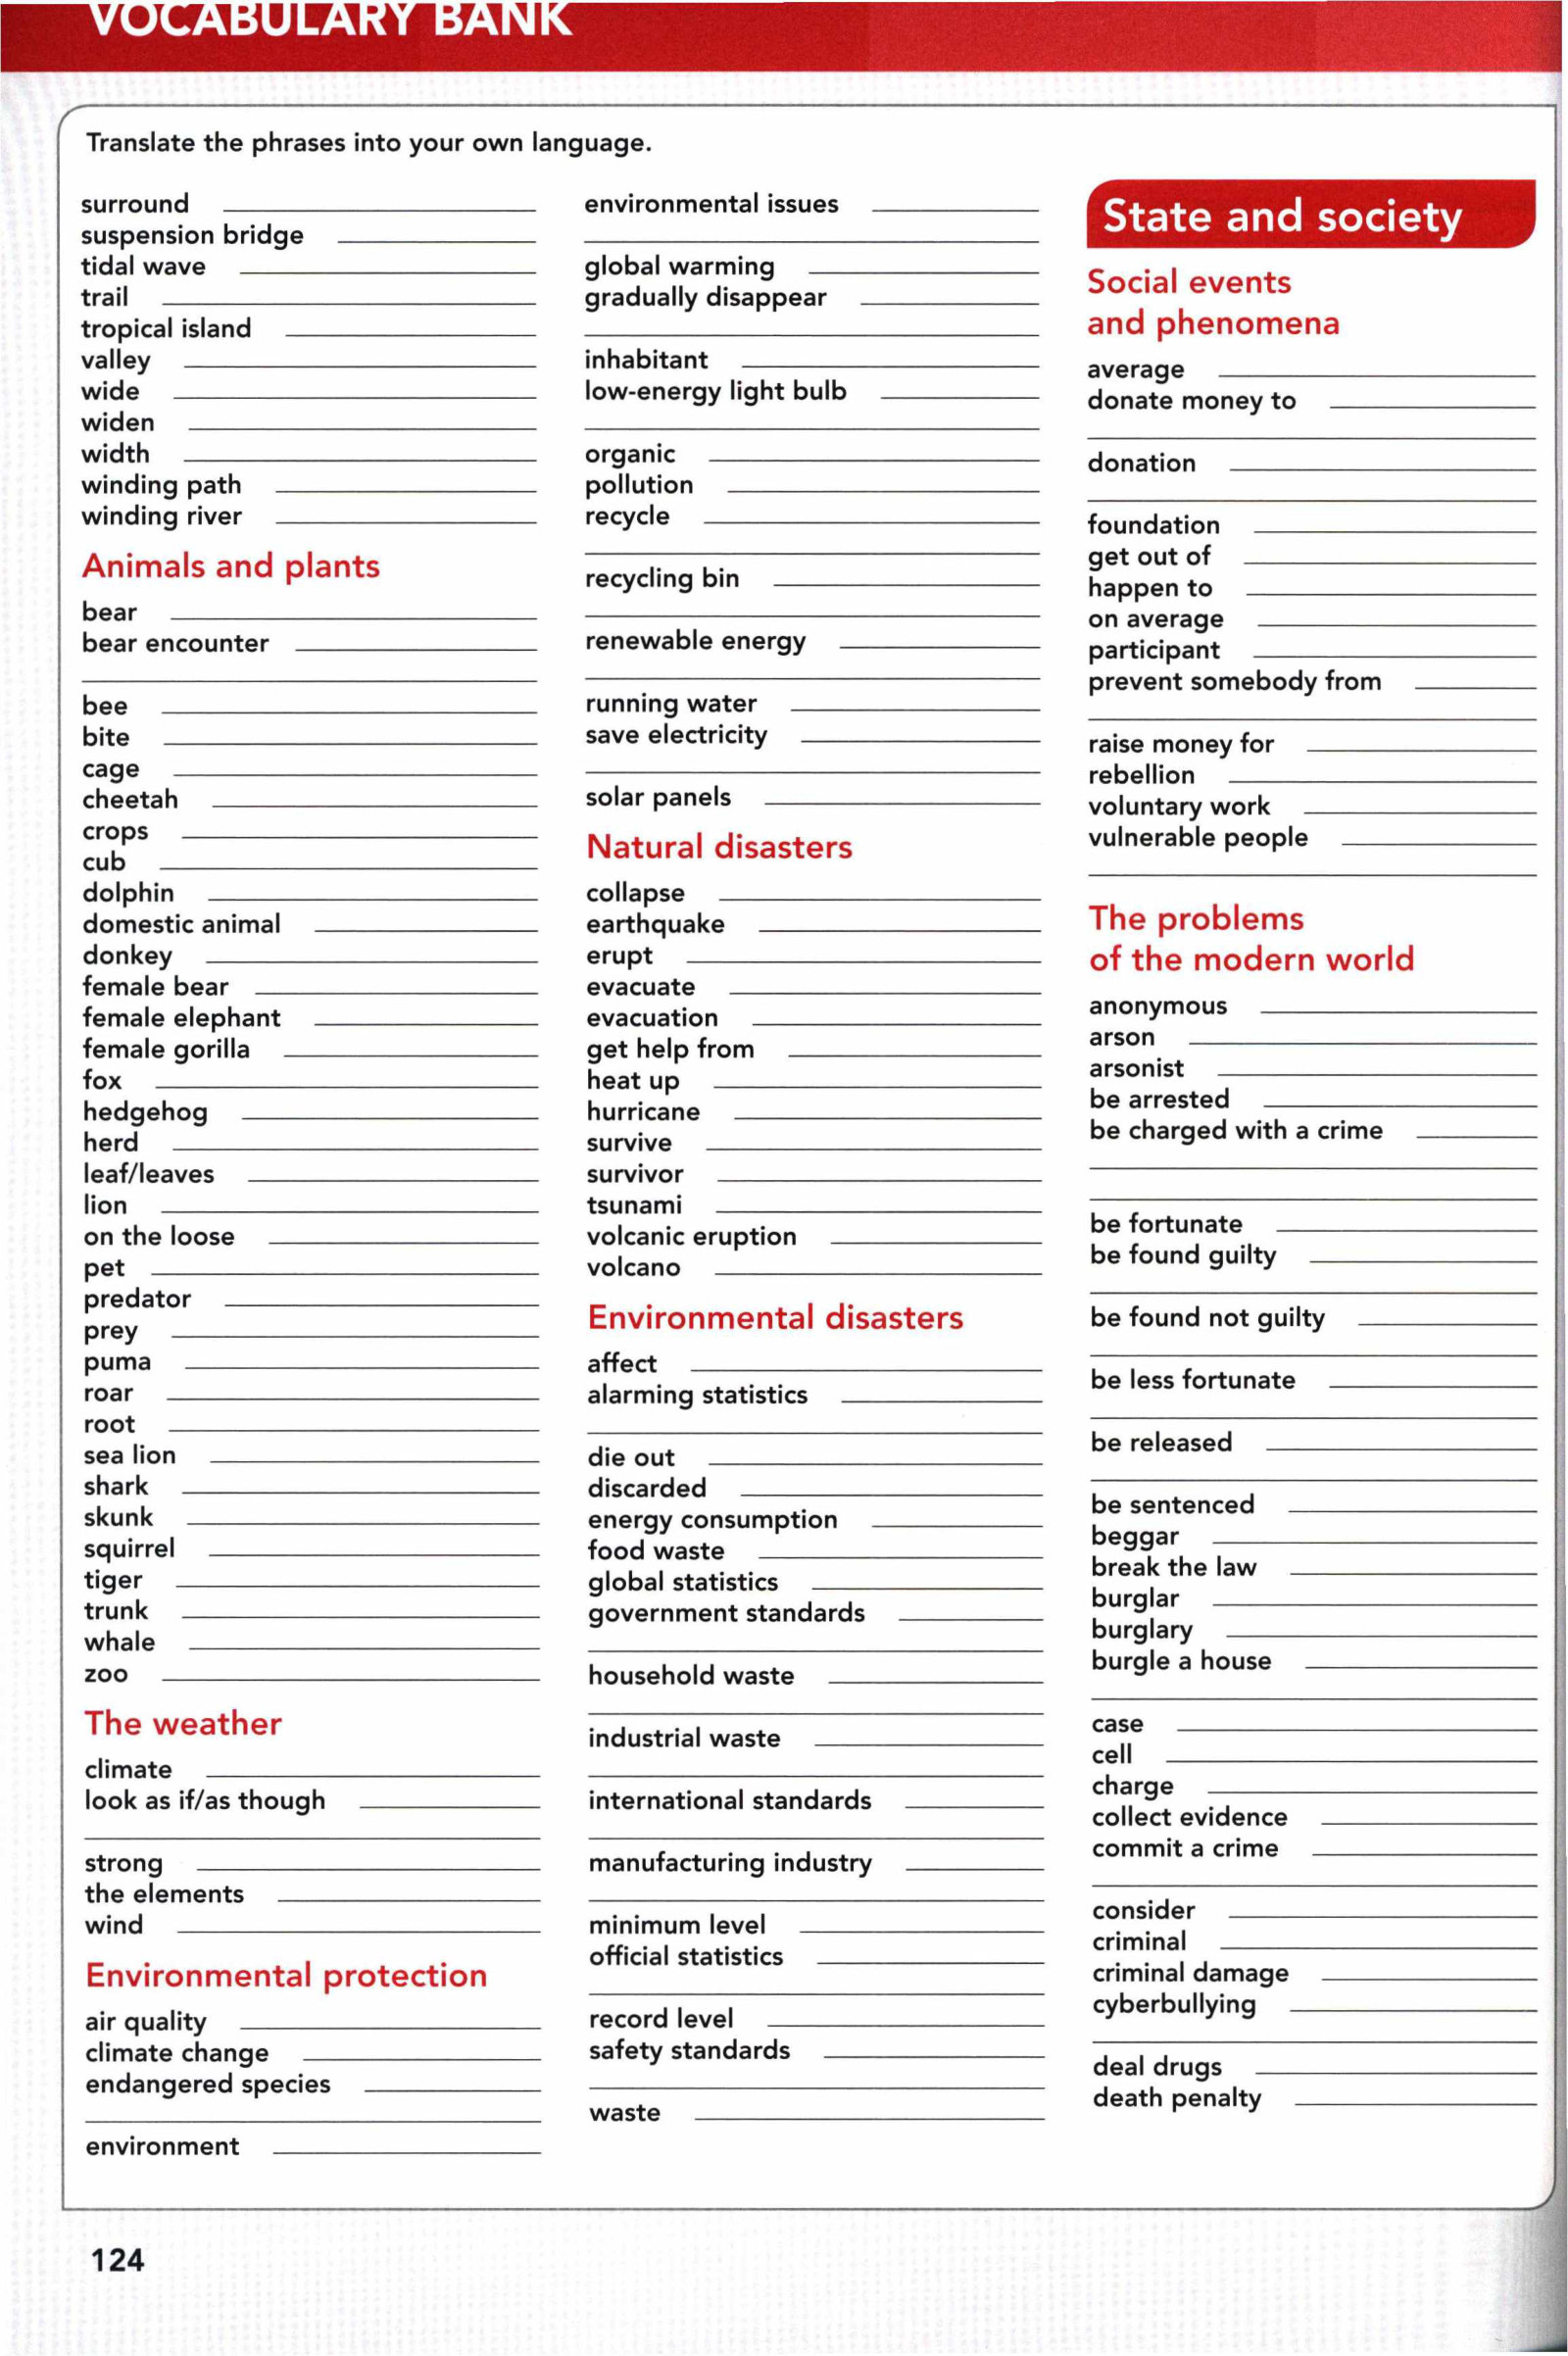 VOCABULARY BANK
Translate the phrases into your own language.
surround
suspension bridge
tidal wave
trail
tropical island
valley
wide
widen
width
winding path
winding river
Animals and plants
bear
bear encounter
bee
bite
cage
cheetah
crops
cub
dolphin
domestic animal
donkey
female bear
female elephant
female gorilla
fox
hedgehog
herd
leaf/leaves
lion
on the loose
pet
predator
prey
puma
roar
root
sea lion
shark
skunk
squirrel
tiger
trunk
whale
zoo
The weather
climate
look as if/as though
strong
the elements
wind
Environmental protection
air quality
climate change
endangered species
environment
environmental issues
global warming
gradually disappear
inhabitant
low-energy light bulb
organic
pollution
recycle
recycling bin
renewable energy
running water
save electricity
solar panels
Natural disasters
collapse
earthquake
erupt
evacuate
evacuation
get help from
heat up
hurricane
survive
survivor
tsunami
volcanic eruption
volcano
Environmental disasters
affect
alarming statistics
die out
discarded
energy consumption
food waste
global statistics
government standards
household waste
industrial waste
international standards
manufacturing industry
minimum level
official statistics
record level
safety standards
waste
State and society
Social events
and phenomena
average
donate money to
donation
foundation
get out of
happen to
on average
participant
prevent somebody from
raise money for
rebellion
voluntary work
vulnerable people
The problems
of the modern world
anonymous
arson
arsonist
be arrested
be charged with a crime
be fortunate
be found guilty
be found not guilty
be less fortunate
be released
be sentenced
beggar
break the law
burglar
burglary
burgle a house
case
cell
charge
collect evidence
commit a crime
consider
criminal
criminal damage
cyberbullying
deal drugs
death penalty
124